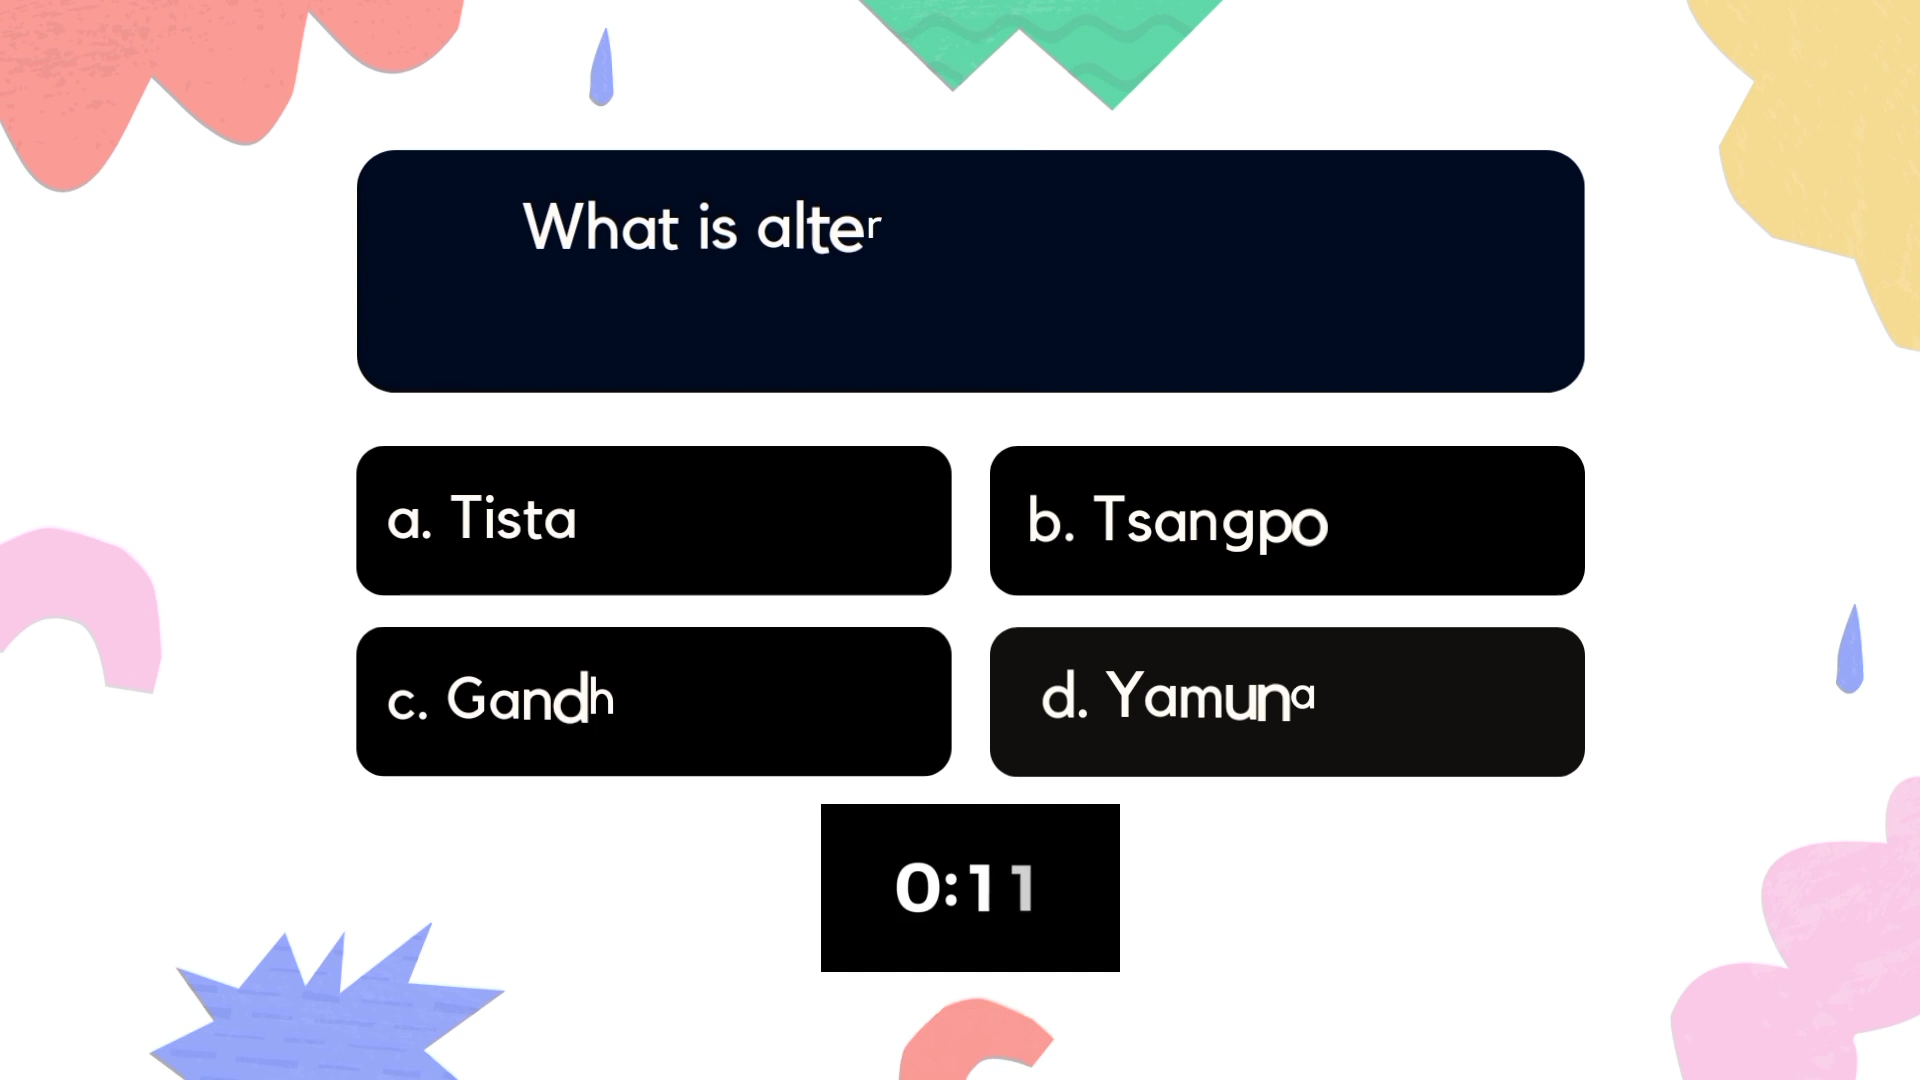 What is alter
a. Tista
b. Tsangpo
c. Gandh
d. Yamuna
0:11